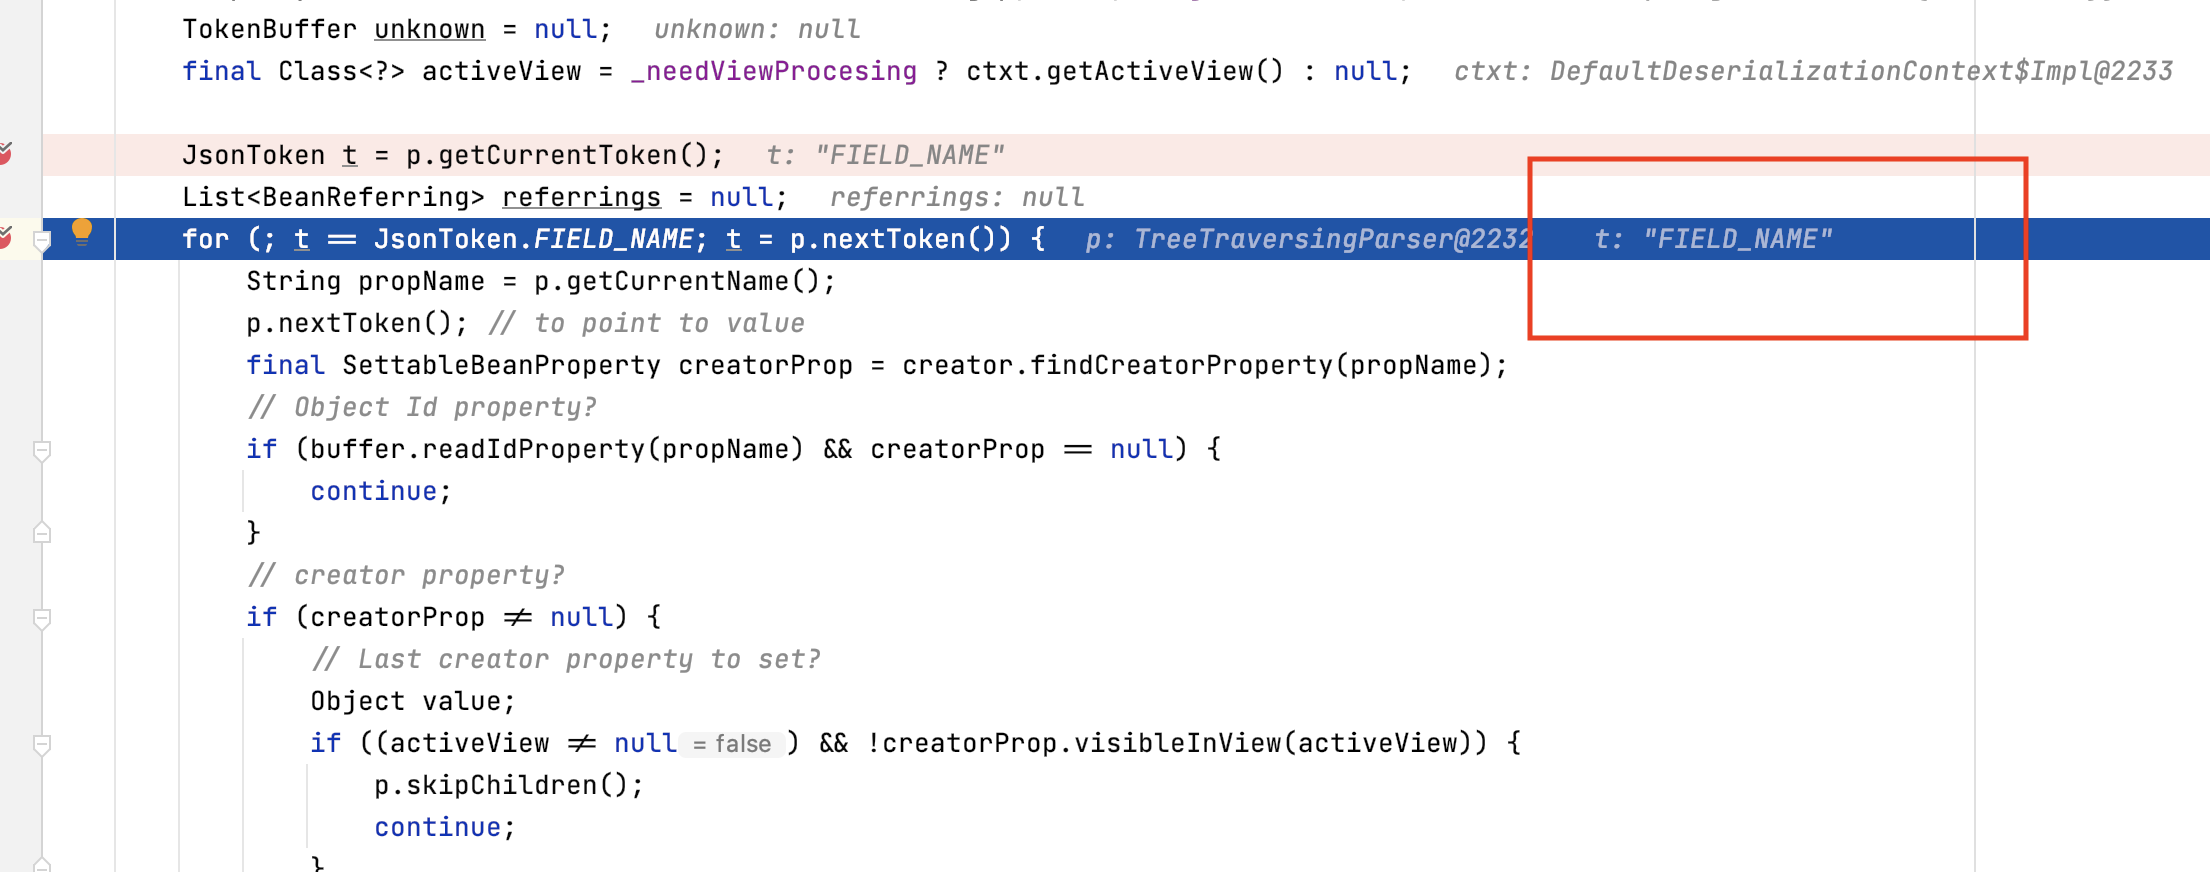 TokenBuffer unknown = null; unknown: null
final Class<?> activeView = _needViewProcesing ? ctxt.getActiveView() : null; ctxt: DefaultDeserializationContext$Impl@2233
JsonToken t = p.getCurrentToken(); t: "FIELD_NAME"
List<BeanReferring> referrings = null; referrings: null
for (; t == JsonToken.FIELD_NAME; t = p.nextToken()) { p: TreeTraversingParser@2232 t: "FIELD_NAME"
String propName = p.getCurrentName();
p.nextToken(); // to point to value
final SettableBeanProperty creatorProp = creator.findCreatorProperty(propName);
// Object Id property?
if (buffer.readIdProperty(propName) && creatorProp == null) {
continue;
}
// creator property?
if (creatorProp != null) {
// Last creator property to set?
Object value;
if ((activeView != null = false ) && !creatorProp.visibleInView(activeView)) {
p.skipChildren();
continue;
}